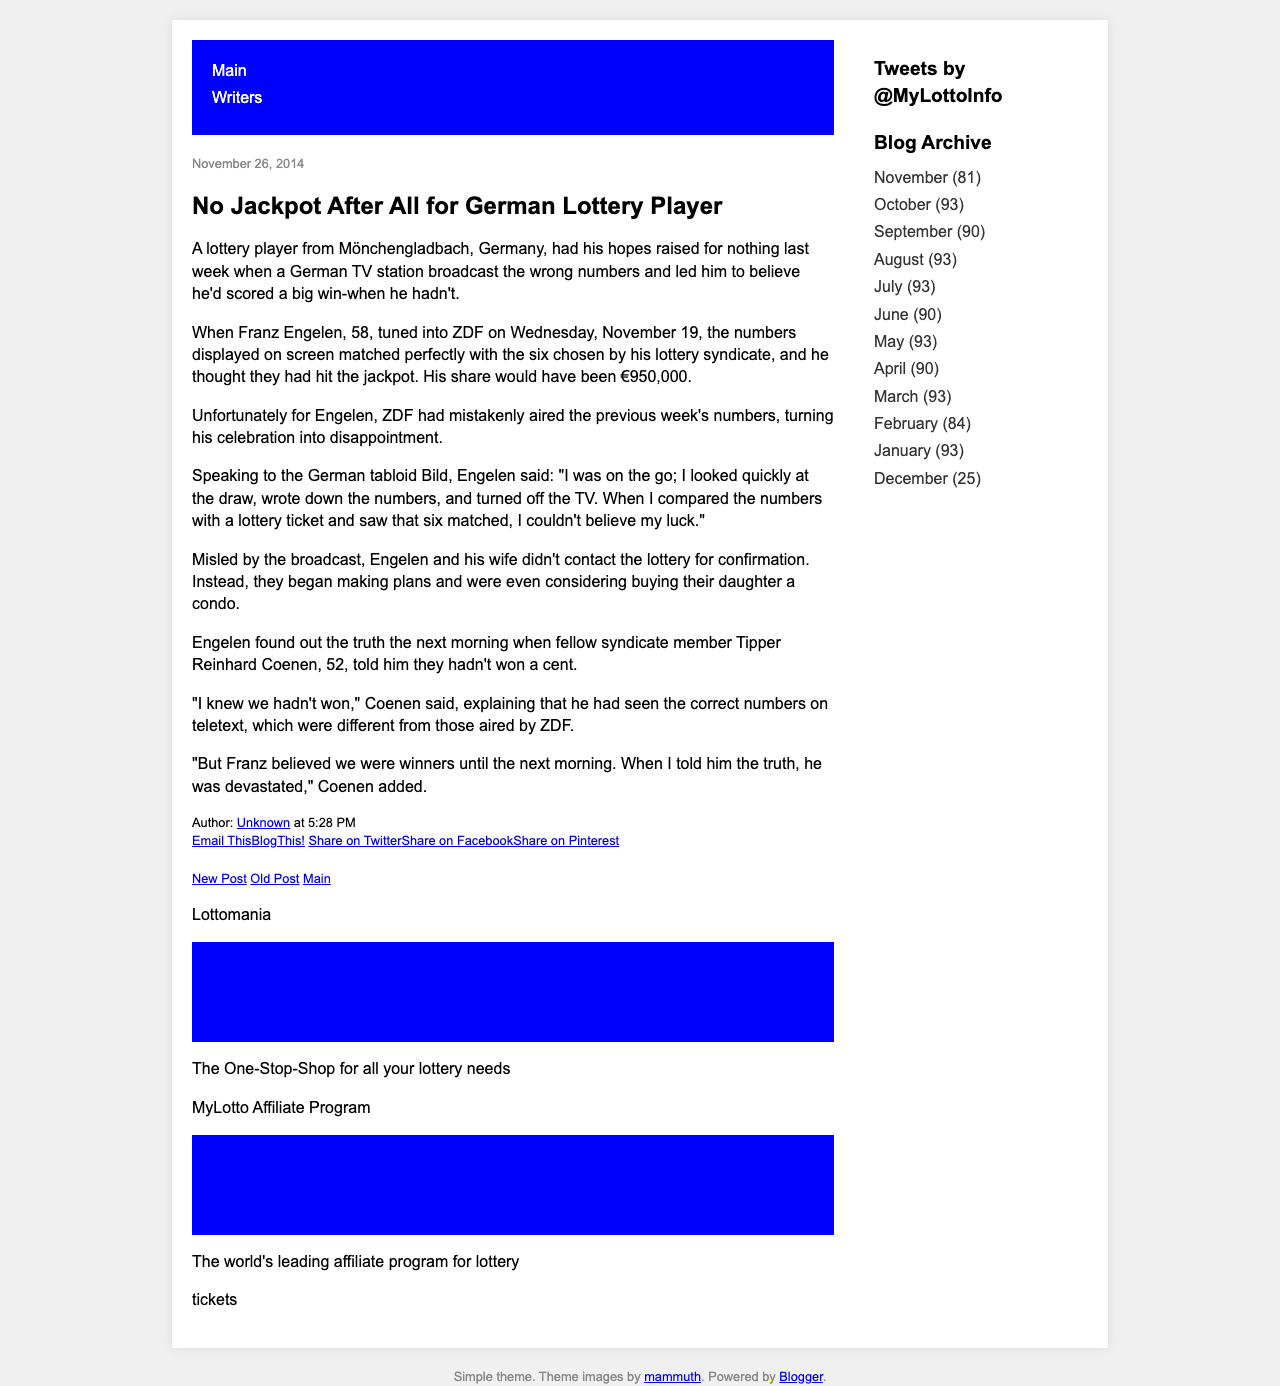 Main
Writers
November 26, 2014
No Jackpot After All for German Lottery Player
A lottery player from Mönchengladbach, Germany, had his hopes raised for nothing last
week when a German TV station broadcast the wrong numbers and led him to believe
he'd scored a big win-when he hadn't.
When Franz Engelen, 58, tuned into ZDF on Wednesday, November 19, the numbers
displayed on screen matched perfectly with the six chosen by his lottery syndicate, and he
thought they had hit the jackpot. His share would have been €950,000.
Unfortunately for Engelen, ZDF had mistakenly aired the previous week's numbers, turning
his celebration into disappointment.
Speaking to the German tabloid Bild, Engelen said: "I was on the go; I looked quickly at
the draw, wrote down the numbers, and turned off the TV. When I compared the numbers
with a lottery ticket and saw that six matched, I couldn't believe my luck."
Misled by the broadcast, Engelen and his wife didn't contact the lottery for confirmation.
Instead, they began making plans and were even considering buying their daughter a
condo.
Engelen found out the truth the next morning when fellow syndicate member Tipper
Reinhard Coenen, 52, told him they hadn't won a cent.
"I knew we hadn't won," Coenen said, explaining that he had seen the correct numbers on
teletext, which were different from those aired by ZDF.
"But Franz believed we were winners until the next morning. When I told him the truth, he
was devastated," Coenen added.
Author: Unknown at 5:28 PM
Email ThisBlogThis! Share on TwitterShare on FacebookShare on Pinterest
New Post Old Post Main
Lottomania
The One-Stop-Shop for all your lottery needs
MyLotto Affiliate Program
The world's leading affiliate program for lottery
tickets
Tweets by
@MyLottoInfo
Blog Archive
November (81)
October (93)
September (90)
August (93)
July (93)
June (90)
May (93)
April (90)
March (93)
February (84)
January (93)
December (25)
Simple theme. Theme images by mammuth. Powered by Blogger.